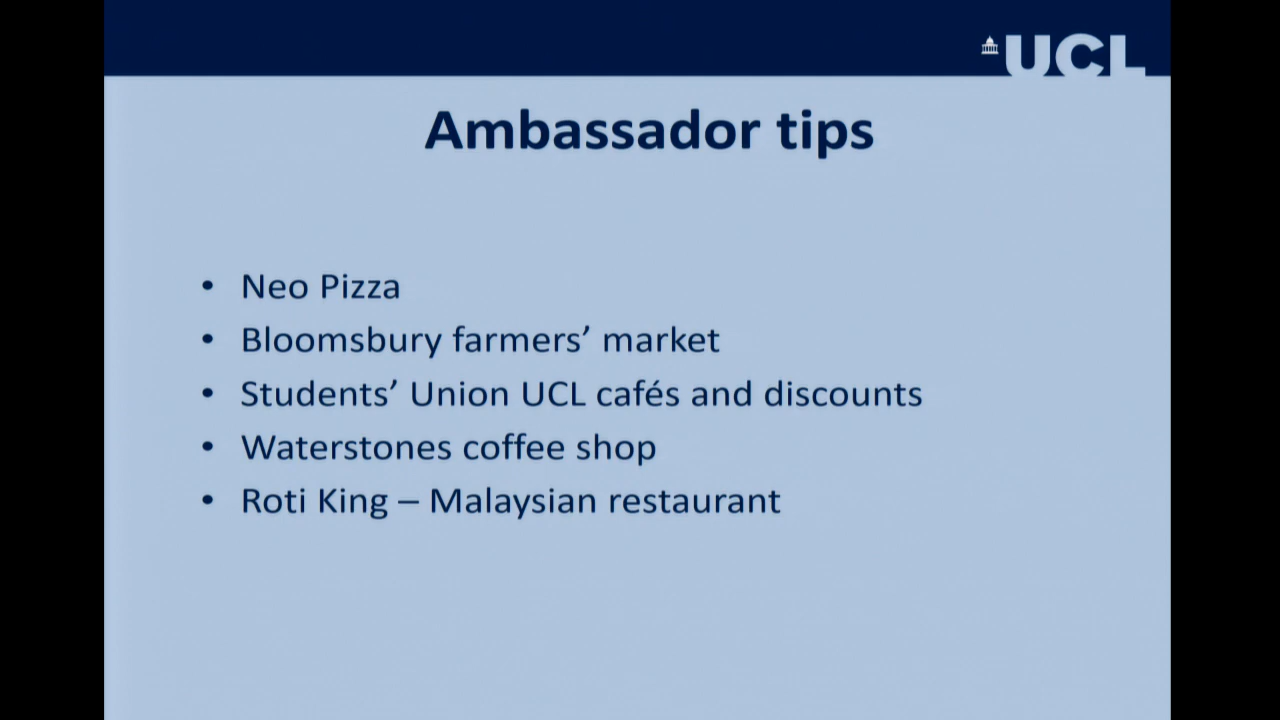 UCL
Ambassador tips
• Neo Pizza
• Bloomsbury farmers’ market
• Students’ Union UCL cafés and discounts
• Waterstones coffee shop
• Roti King – Malaysian restaurant